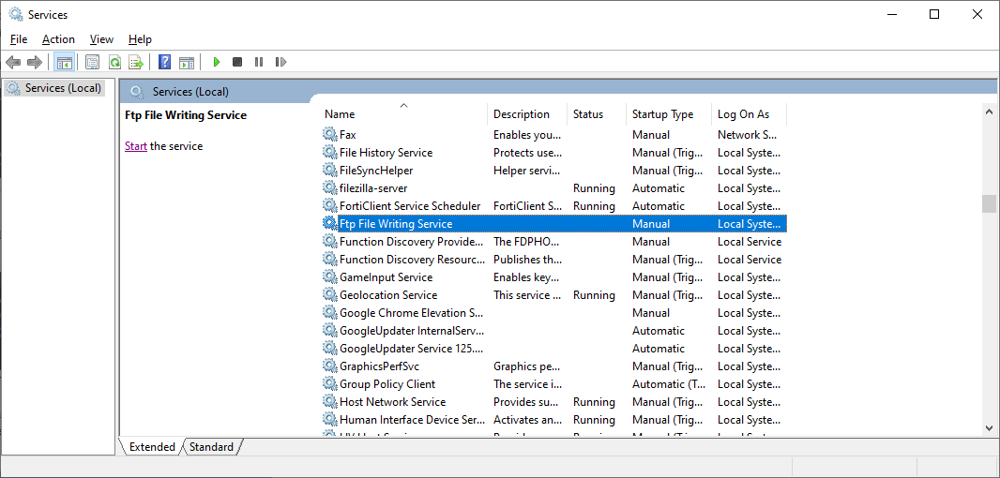 Services
File Action View Help
Services (Local)
Services (Local)
Ftp File Writing Service
Start the service
Name Description Status Startup Type Log On As
Fax Enables you... Manual Network S...
File History Service Protects use... Manual (Trig... Local Syste...
FileSyncHelper Helper servi... Manual (Trig... Local Syste...
filezilla-server Running Automatic Local Syste...
FortiClient Service Scheduler FortiClient S... Running Automatic Local Syste...
Ftp File Writing Service Manual Local Syste...
Function Discovery Provide... The FDPHO... Manual Local Service
Function Discovery Resourc... Publishes th... Manual (Trig... Local Service
GameInput Service Enables key... Manual (Trig... Local Syste...
Geolocation Service This service ... Running Manual (Trig... Local Syste...
Google Chrome Elevation S... Manual Local Syste...
GoogleUpdater InternalServ... Automatic Local Syste...
GoogleUpdater Service 125.... Automatic Local Syste...
GraphicsPerfSvc Graphics pe... Manual (Trig... Local Syste...
Group Policy Client The service i... Automatic (T... Local Syste...
Host Network Service Provides su... Running Manual (Trig... Local Syste...
Human Interface Device Ser... Activates an... Running Manual (Trig... Local Syste...
Extended Standard